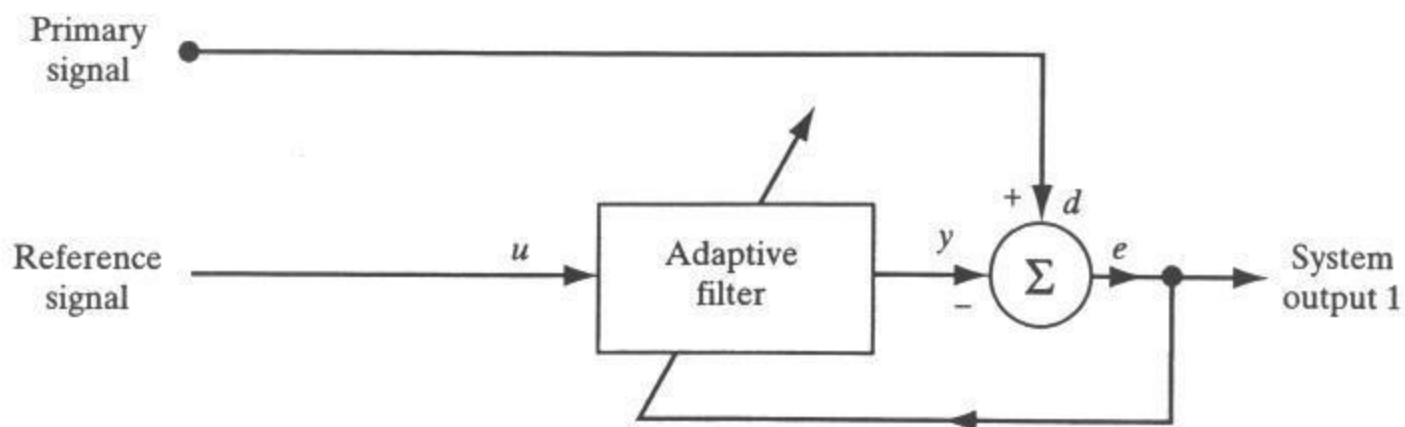 Primary
signal
+
d
Reference
signal
u
Adaptive
filter
y
−
Σ
e
System
output 1